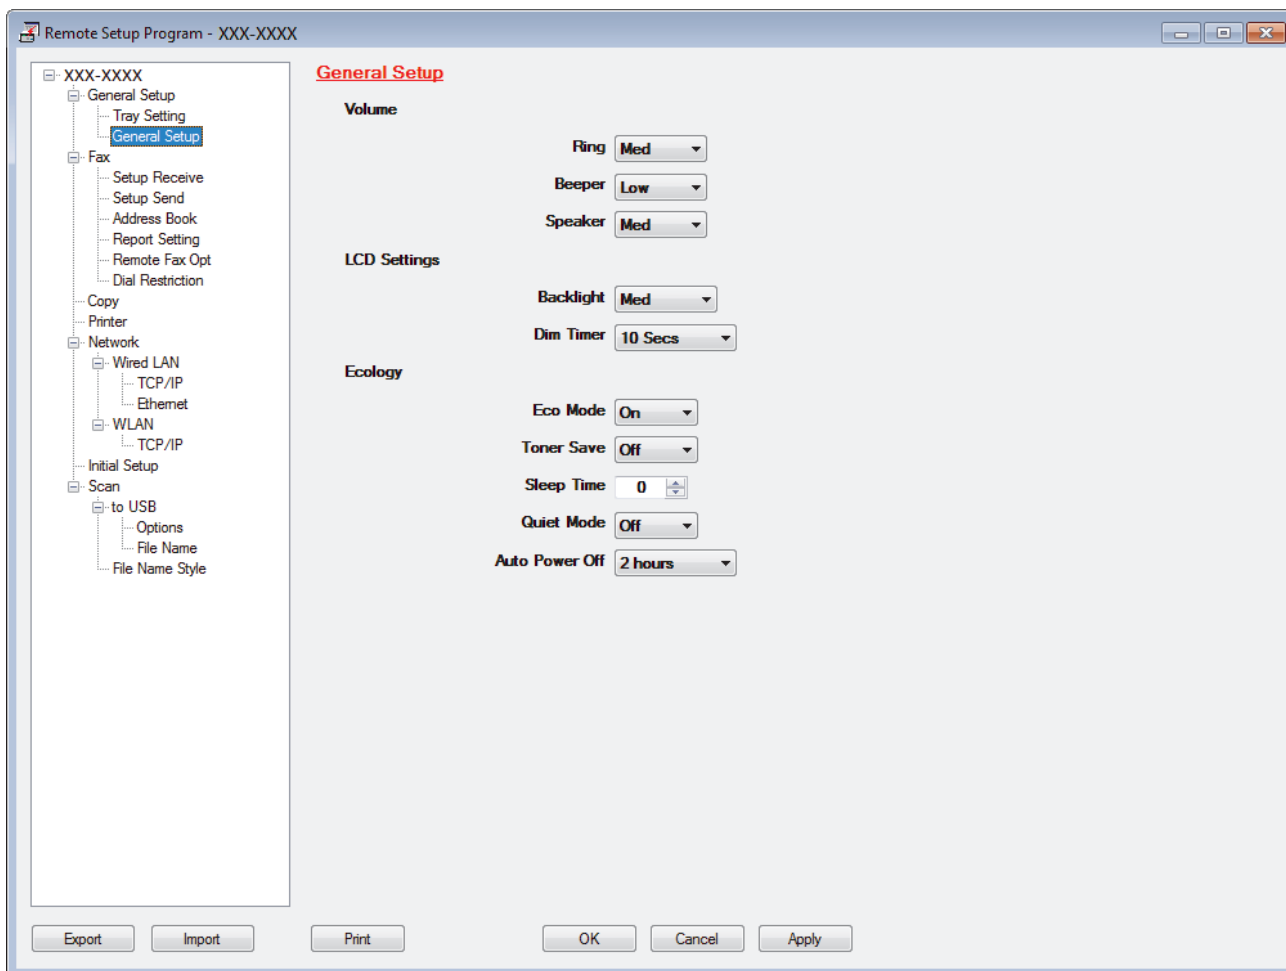 Remote Setup Program - XXX-XXXX
XXX-XXXX
General Setup
Tray Setting
General Setup
Fax
Setup Receive
Setup Send
Address Book
Report Setting
Remote Fax Opt
Dial Restriction
Copy
Printer
Network
Wired LAN
TCP/IP
Ethernet
WLAN
TCP/IP
Initial Setup
Scan
to USB
Options
File Name
File Name Style
General Setup
Volume
Ring Med
Beeper Low
Speaker Med
LCD Settings
Backlight Med
Dim Timer 10 Secs
Ecology
Eco Mode On
Toner Save Off
Sleep Time 0
Quiet Mode Off
Auto Power Off 2 hours
Export Import Print OK Cancel Apply